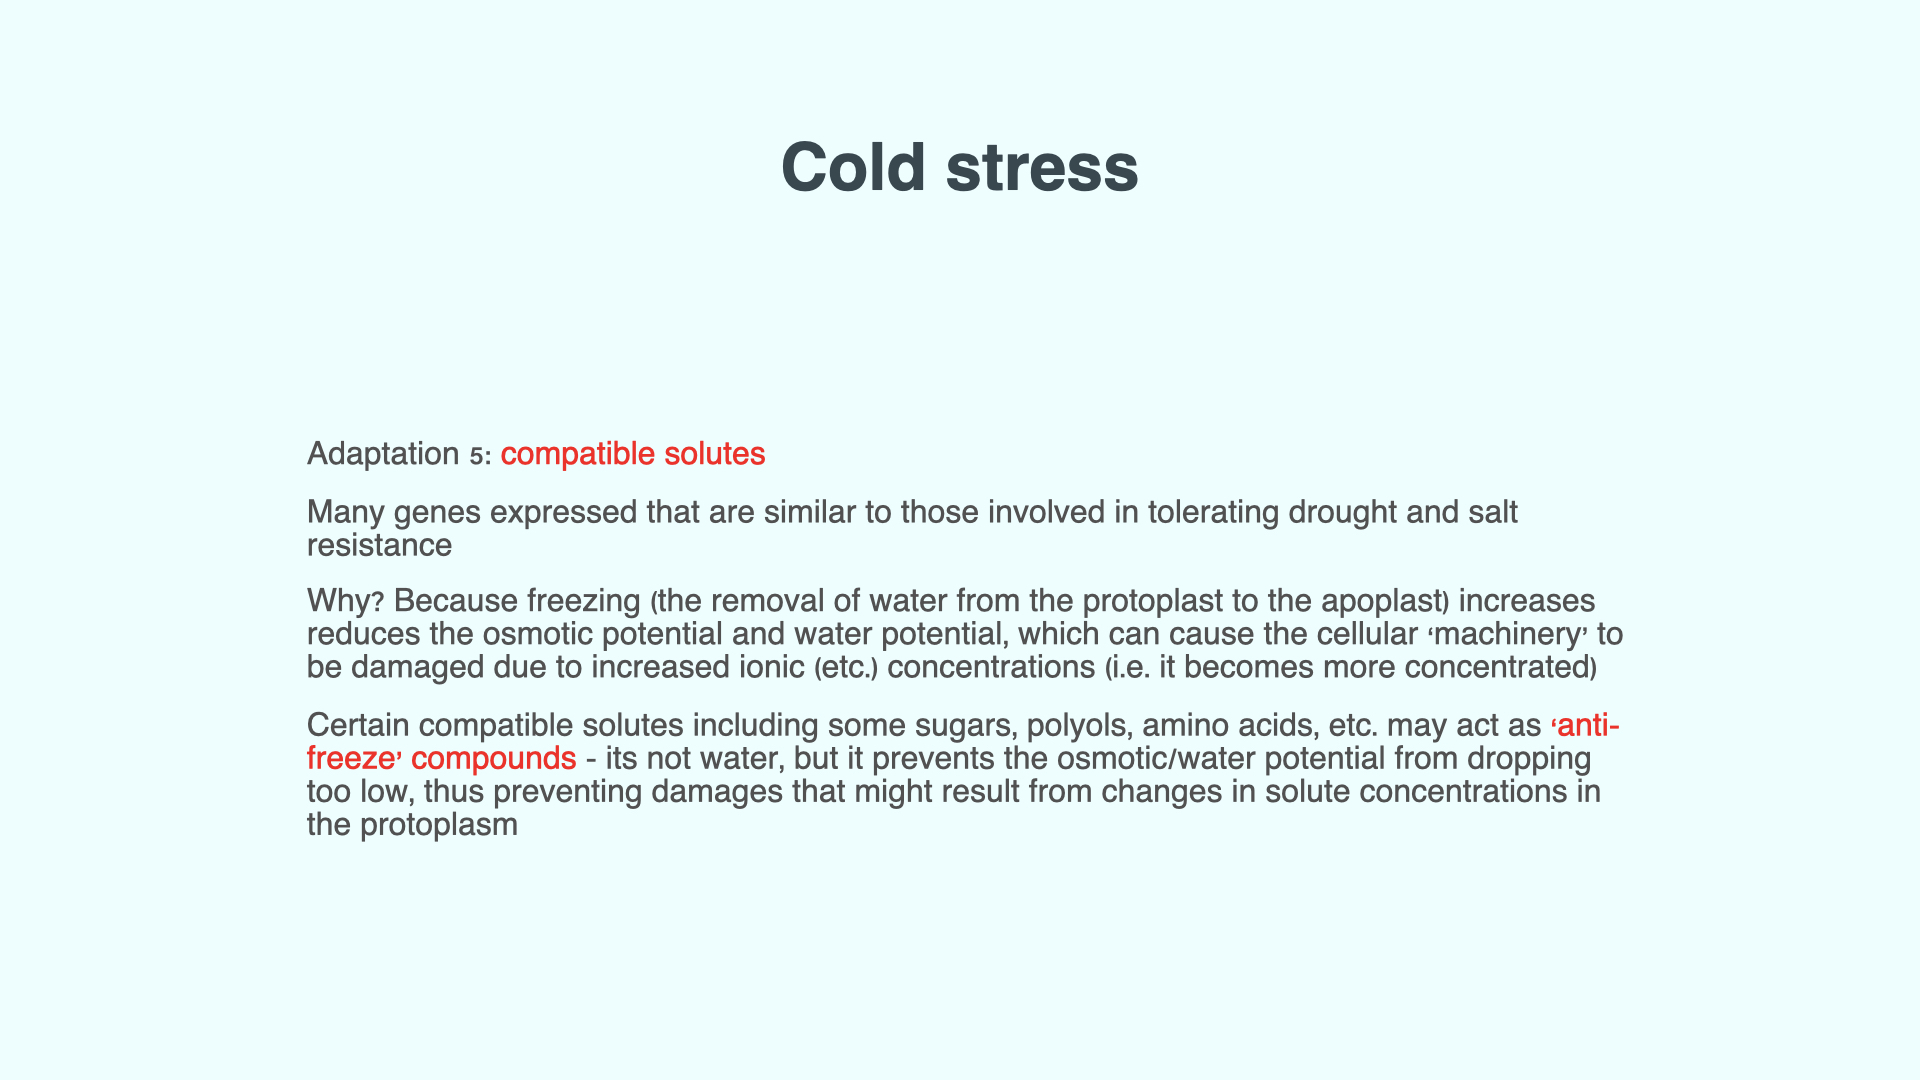 Cold stress
Adaptation 5: compatible solutes
Many genes expressed that are similar to those involved in tolerating drought and salt
resistance
Why? Because freezing (the removal of water from the protoplast to the apoplast) increases
reduces the osmotic potential and water potential, which can cause the cellular ‘machinery’ to
be damaged due to increased ionic (etc.) concentrations (i.e. it becomes more concentrated)
Certain compatible solutes including some sugars, polyols, amino acids, etc. may act as ‘anti-
freeze’ compounds - its not water, but it prevents the osmotic/water potential from dropping
too low, thus preventing damages that might result from changes in solute concentrations in
the protoplasm